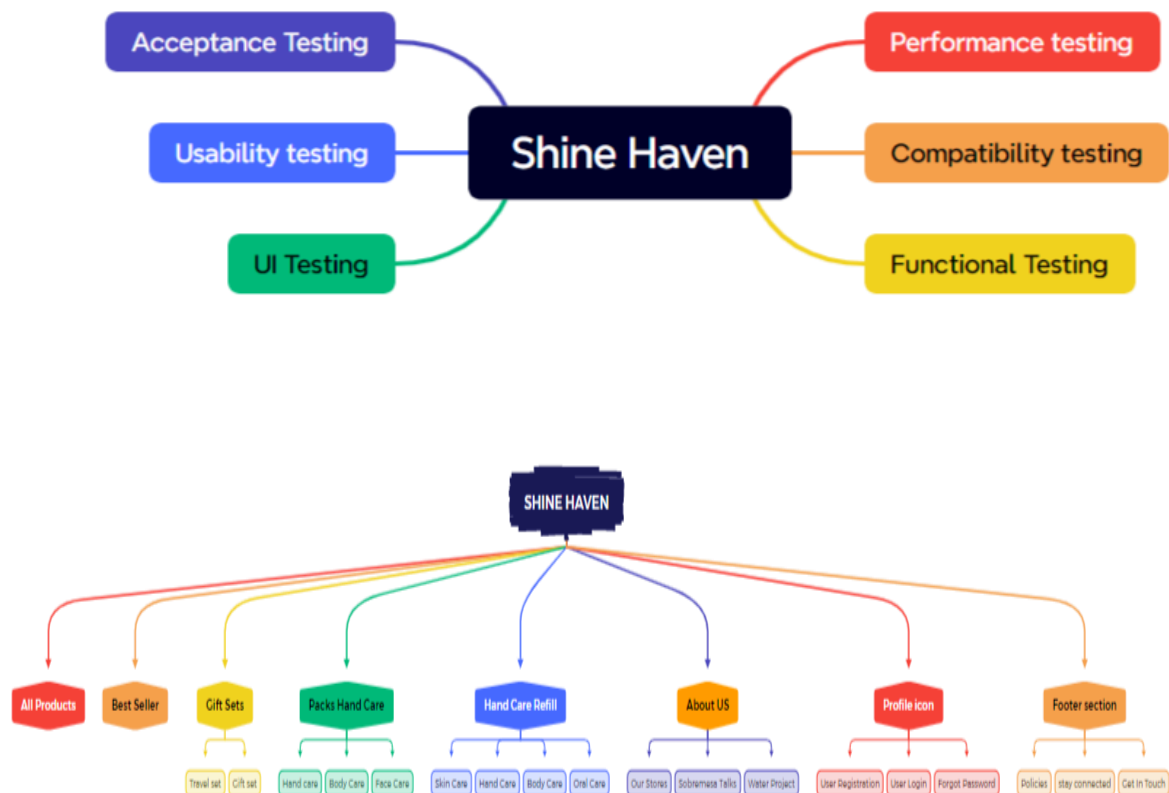 Acceptance Testing
Performance testing
Usability testing
Shine Haven
Compatibility testing
UI Testing
Functional Testing
SHINE HAVEN
All Products
Best Seller
Gift Sets
Packs Hand Care
Hand Care Refill
About US
Profile icon
Footer section
Travel set
Gift set
Hand care
Body Care
Face Care
Skin Care
Hand Care
Body Care
Oral Care
Our Stores
Sobremesa Talks
Water Project
User Registration
User Login
Forgot Password
Policies
stay connected
Get In Touch